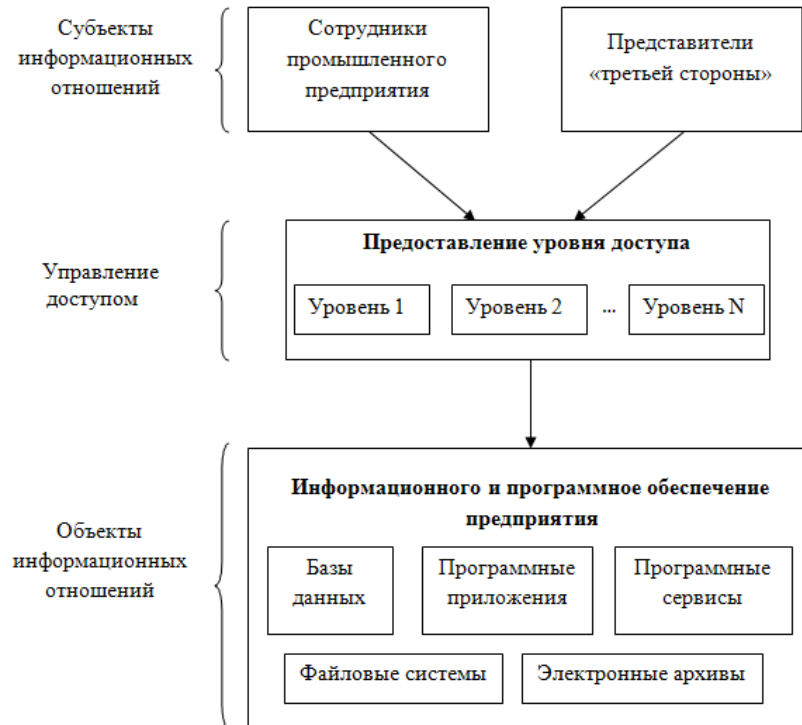 Субъекты
информационных
отношений
Сотрудники
промышленного
предприятия
Представители
«третьей стороны»
Управление
доступом
Предоставление уровня доступа
Уровень 1
Уровень 2
...
Уровень N
Объекты
информационных
отношений
Информационного и программное обеспечение
предприятия
Базы
данных
Программные
приложения
Программные
сервисы
Файловые системы
Электронные архивы